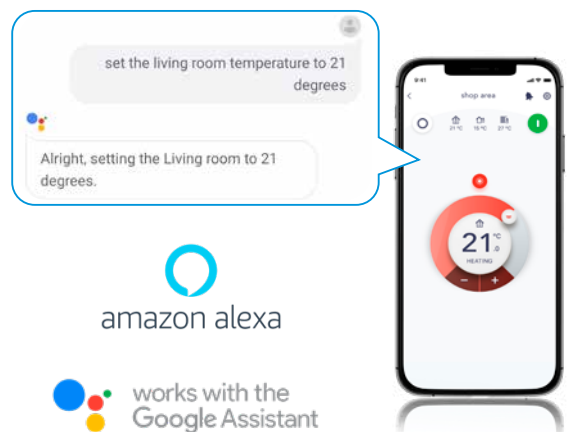 set the living room temperature to 21
degrees
Alright, setting the Living room to 21
degrees.
9:41
shop area
21 °C 15 °C 27 °C
21 °C
.0
HEATING
− +
amazon alexa
works with the
Google Assistant